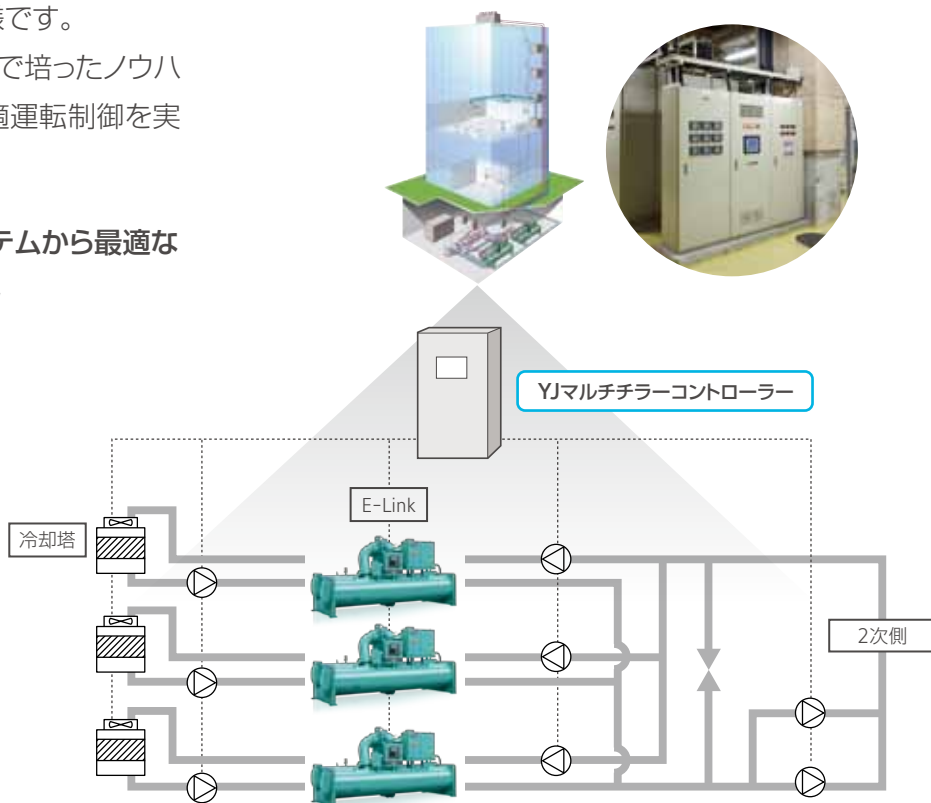 です。
で培ったノウハ
適運転制御を実
テムから最適な
YJマルチチラーコントローラー
E-Link
冷却塔
2次側